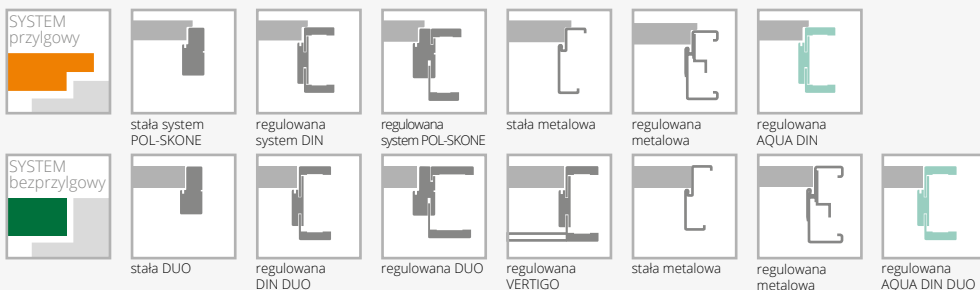 SYSTEM
przylgowy
stała system
POL-SKONE
regulowana
system DIN
regulowana
system POL-SKONE
stała metalowa
regulowana
metalowa
regulowana
AQUA DIN
SYSTEM
bezprzylgowy
stała DUO
regulowana
DIN DUO
regulowana DUO
regulowana
VERTIGO
stała metalowa
regulowana
metalowa
regulowana
AQUA DIN DUO